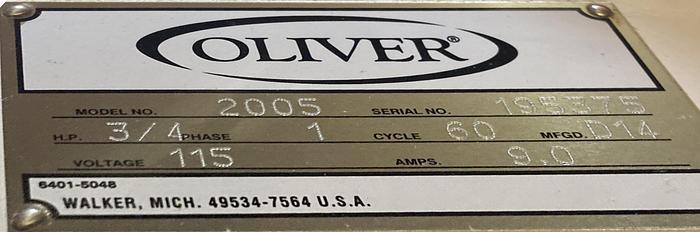 OLIVER®
MODEL NO. 2005 SERIAL NO. 195375
H.P. 3/4 PHASE 1 CYCLE 60 MFGD. D14
VOLTAGE 115 AMPS. 9.0
6401-5048
WALKER, MICH. 49534-7564 U.S.A.